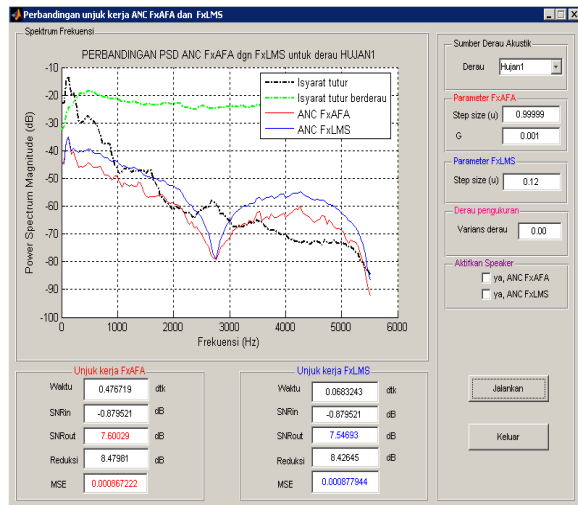 Perbandingan unjuk kerja ANC FxAFA dan FxLMS
Spektrum Frekuensi
PERBANDINGAN PSD ANC FxAFA dgn FxLMS untuk derau HUJAN1
Power Spectrum Magnitude (dB)
-10
-20
-30
-40
-50
-60
-70
-80
-90
-100
0 1000 2000 3000 4000 5000 6000
Frekuensi (Hz)
Isyarat tutur
Isyarat tutur berderau
ANC FxAFA
ANC FxLMS
Sumber Derau Akustik
Derau Hujan1
Parameter FxAFA
Step size (u) 0.99999
G 0.001
Parameter FxLMS
Step size (u) 0.12
Derau pengukuran
Varians derau 0.00
Aktifkan Speaker
ya, ANC FxAFA
ya, ANC FxLMS
Jalankan
Keluar
Unjuk kerja FxAFA
Waktu 0.476719 dtk
SNRin -0.879521 dB
SNRout 7.60029 dB
Reduksi 8.47981 dB
MSE 0.000867222
Unjuk kerja FxLMS
Waktu 0.0683243 dtk
SNRin -0.879521 dB
SNRout 7.54693 dB
Reduksi 8.42645 dB
MSE 0.000877944